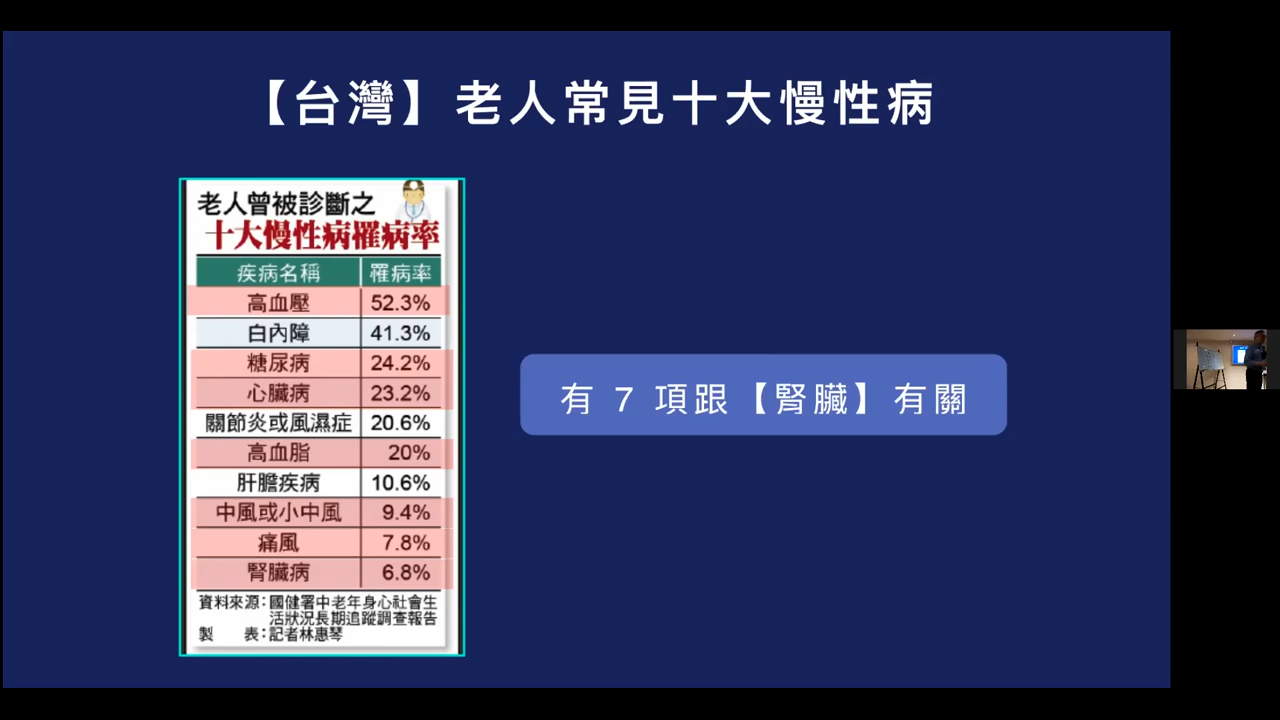 【台灣】老人常見十大慢性病
老人曾被診斷之
十大慢性病罹病率
疾病名稱 罹病率
高血壓 52.3%
白內障 41.3%
糖尿病 24.2%
心臟病 23.2%
關節炎或風濕症 20.6%
高血脂 20%
肝膽疾病 10.6%
中風或小中風 9.4%
痛風 7.8%
腎臟病 6.8%
資料來源：國健署中老年身心社會生
活狀況長期追蹤調查報告
製　表：記者林惠琴
有 7 項跟【腎臟】有關